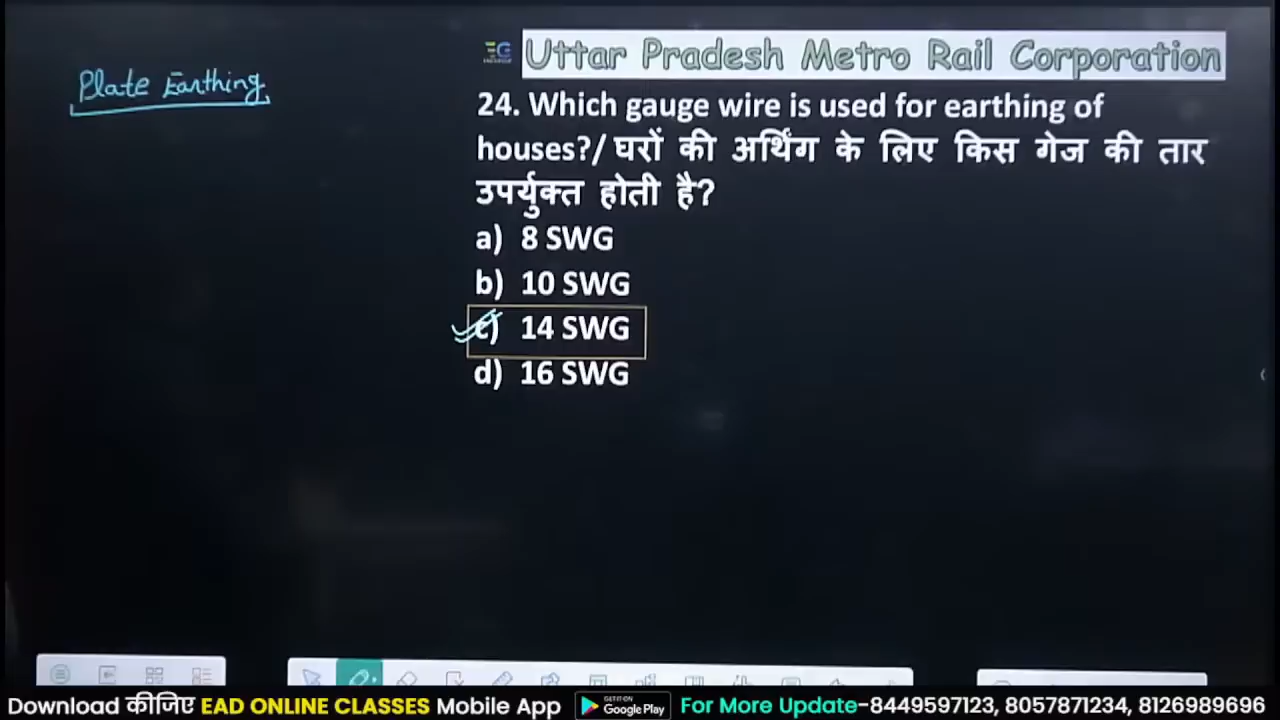 Plate Earthing
Uttar Pradesh Metro Rail Corporation
24. Which gauge wire is used for earthing of
houses?/ घरों की अर्थिंग के लिए किस गेज की तार
उपर्युक्त होती है?
a) 8 SWG
b) 10 SWG
c) 14 SWG
d) 16 SWG
Download कीजिए EAD ONLINE CLASSES Mobile App GET IT ON Google Play For More Update-8449597123, 8057871234, 8126989696